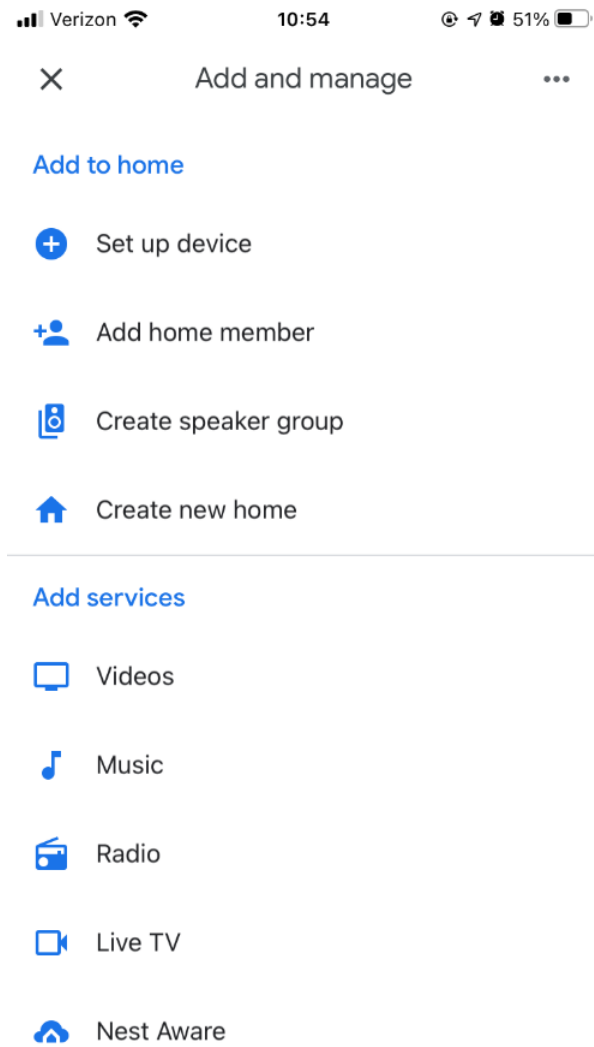 Verizon 10:54 51%
Add and manage
Add to home
Set up device
Add home member
Create speaker group
Create new home
Add services
Videos
Music
Radio
Live TV
Nest Aware